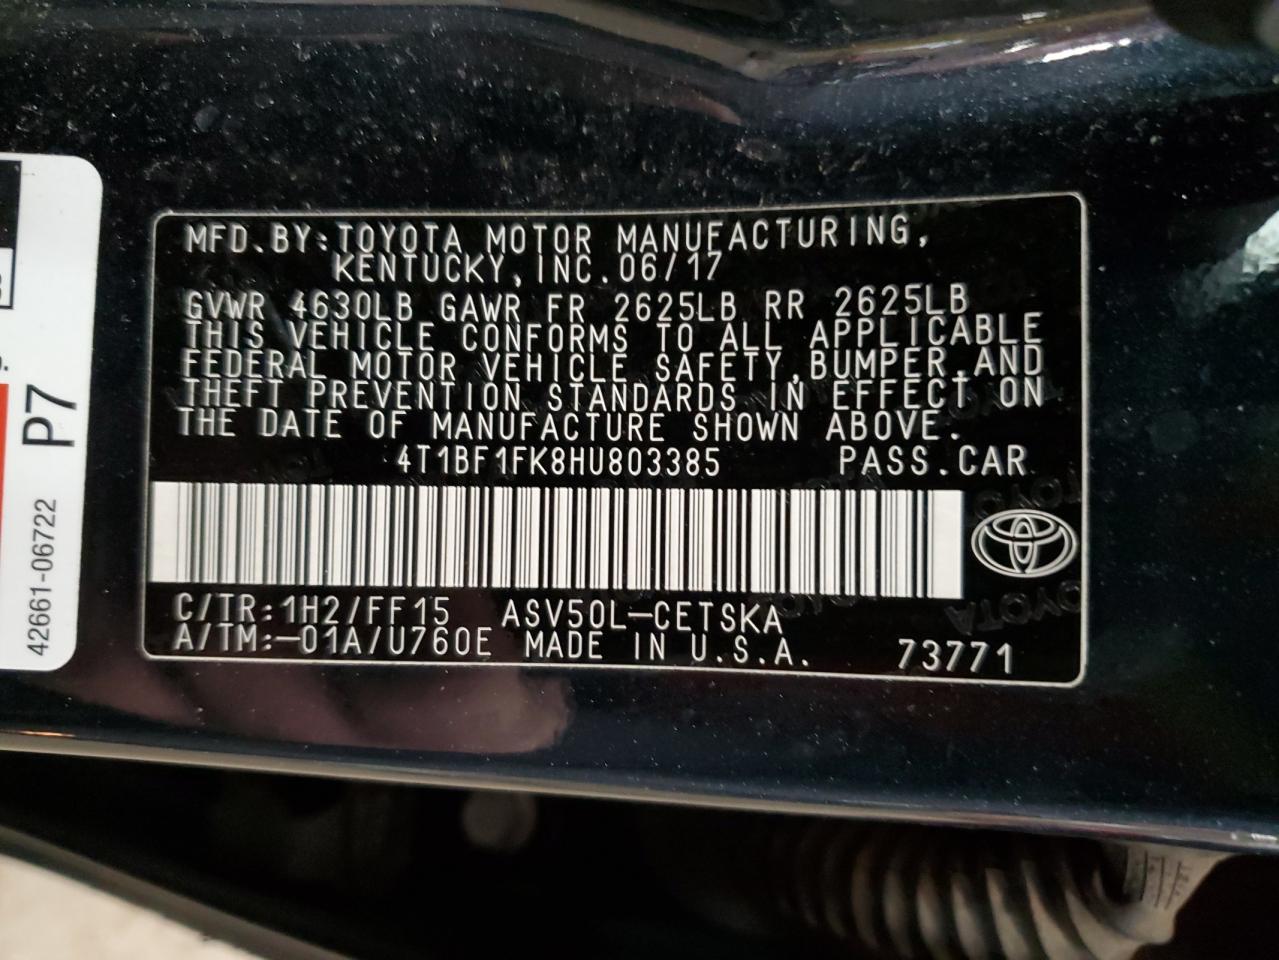 MFD.BY:TOYOTA MOTOR MANUFACTURING,
KENTUCKY,INC.06/17
GVWR 4630LB GAWR FR 2625LB RR 2625LB
THIS VEHICLE CONFORMS TO ALL APPLICABLE
FEDERAL MOTOR VEHICLE SAFETY,BUMPER,AND
THEFT PREVENTION STANDARDS IN EFFECT ON
THE DATE OF MANUFACTURE SHOWN ABOVE.
4T1BF1FK8HU803385 PASS.CAR
C/TR:1H2/FF15 ASV50L-CETSKA
A/TM:-01A/U760E MADE IN U.S.A. 73771
P7
42661-06722